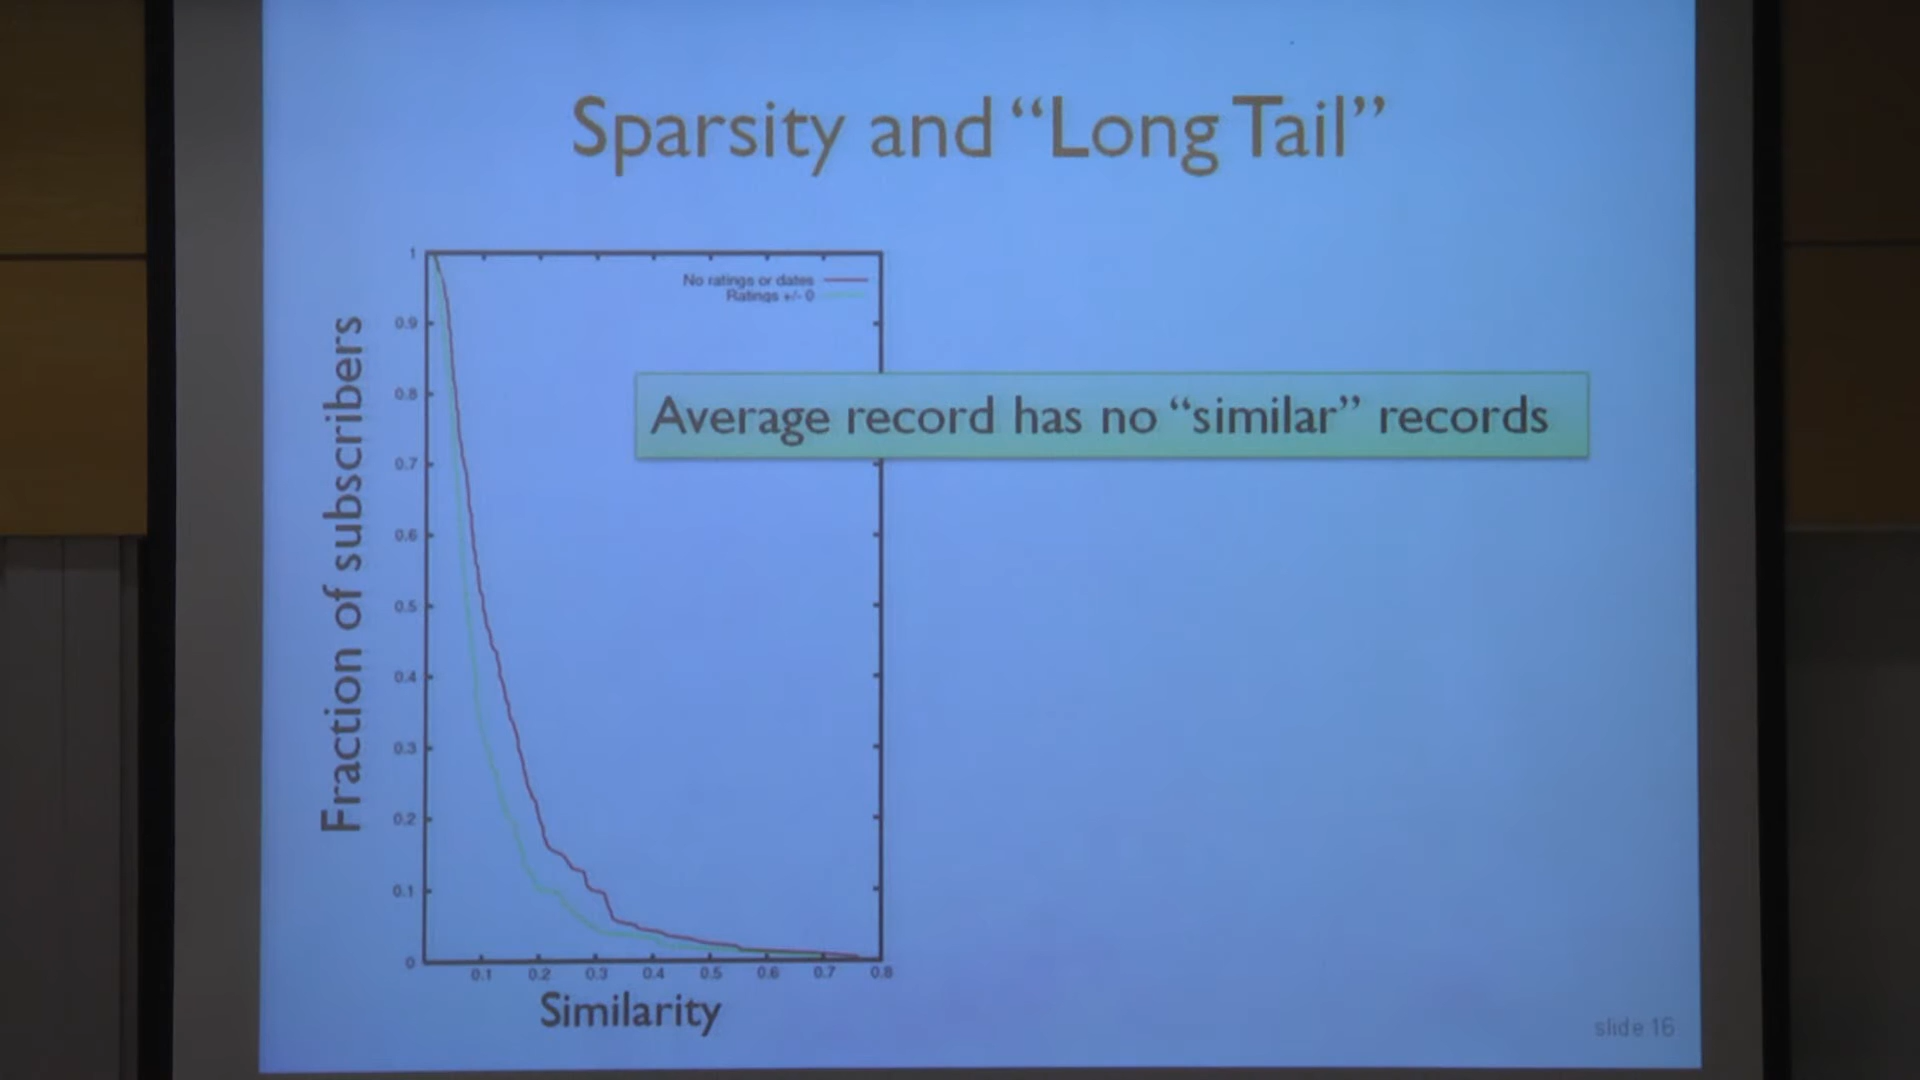 Sparsity and “Long Tail”
Fraction of subscribers
1
0.9
0.8
0.7
0.6
0.5
0.4
0.3
0.2
0.1
0
No ratings or dates
Ratings +/- 0
Average record has no “similar” records
0.1 0.2 0.3 0.4 0.5 0.6 0.7 0.8
Similarity
slide 16